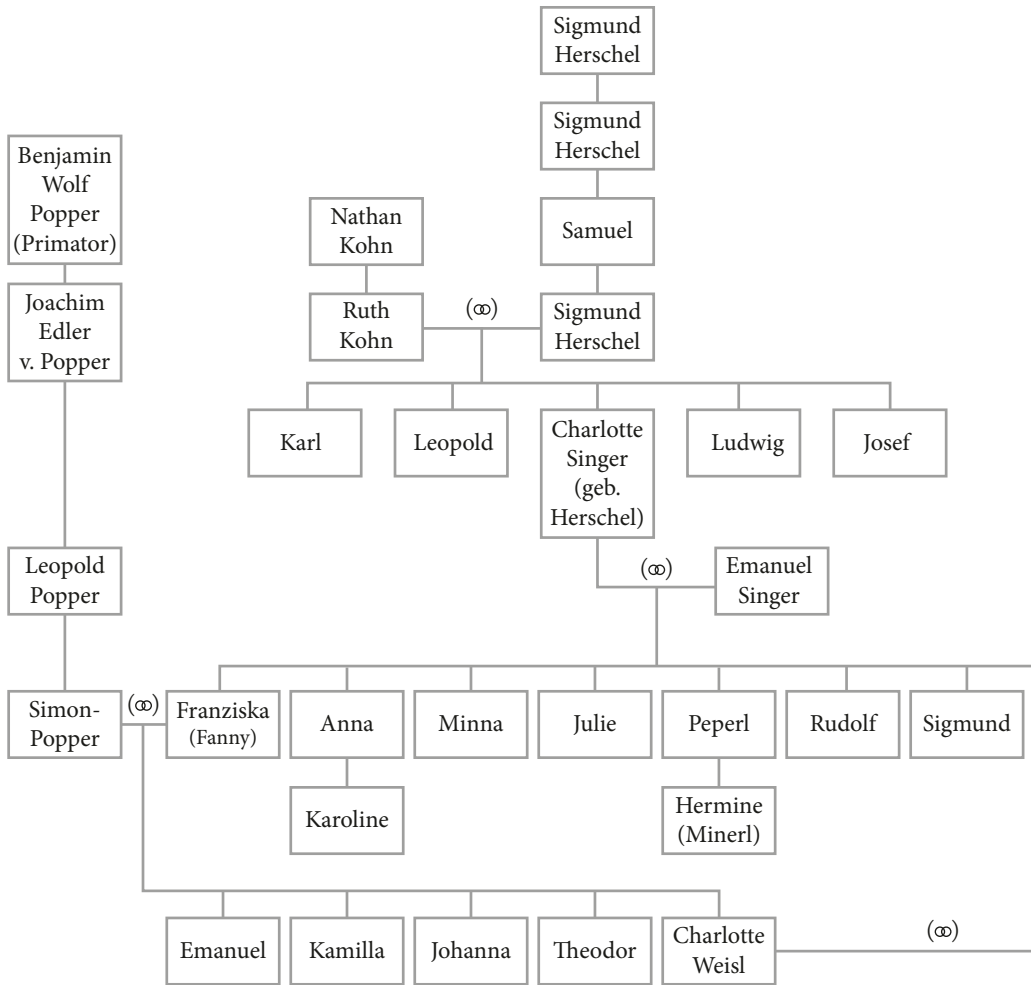 Sigmund
Herschel
Sigmund
Herschel
Benjamin
Wolf
Popper
(Primator)
Nathan
Kohn
Samuel
Joachim
Edler
v. Popper
Ruth
Kohn
(⚭)
Sigmund
Herschel
Karl
Leopold
Charlotte
Singer
(geb.
Herschel)
Ludwig
Josef
Leopold
Popper
(⚭)
Emanuel
Singer
Simon-
Popper
(⚭)
Franziska
(Fanny)
Anna
Minna
Julie
Peperl
Rudolf
Sigmund
Karoline
Hermine
(Minerl)
Emanuel
Kamilla
Johanna
Theodor
Charlotte
Weisl
(⚭)